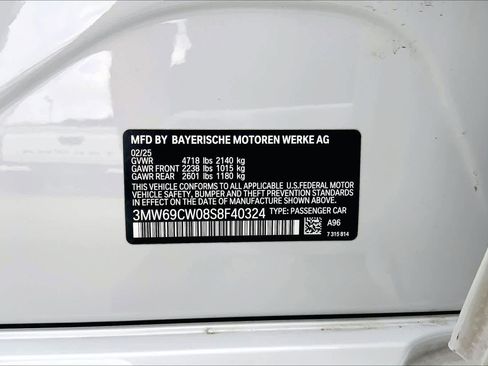 MFD BY BAYERISCHE MOTOREN WERKE AG
02/25
GVWR 4718 lbs 2140 kg
GAWR FRONT 2238 lbs 1015 kg
GAWR REAR 2601 lbs 1180 kg
THIS VEHICLE CONFORMS TO ALL APPLICABLE U.S.FEDERAL MOTOR
VEHICLE SAFETY, BUMPER, AND THEFT PREVENTION STANDARDS IN
EFFECT ON THE DATE OF MANUFACTURE SHOWN ABOVE.
3MW69CW08S8F40324 TYPE: PASSENGER CAR
A96
7 315 814